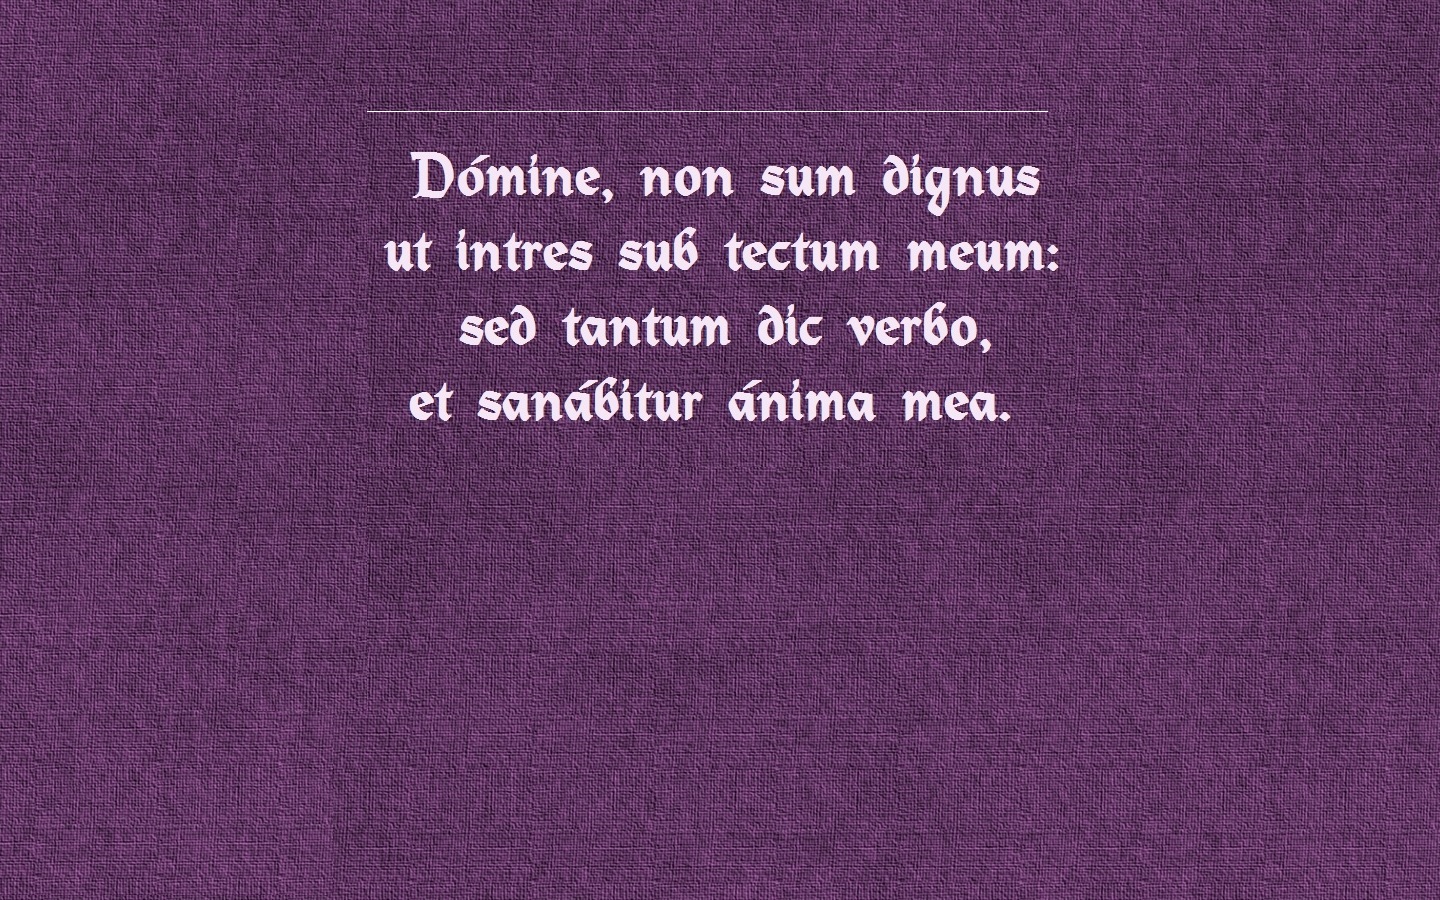 Dómine, non sum dignus
ut intres sub tectum meum:
sed tantum dic verbo,
et sanábitur ánima mea.